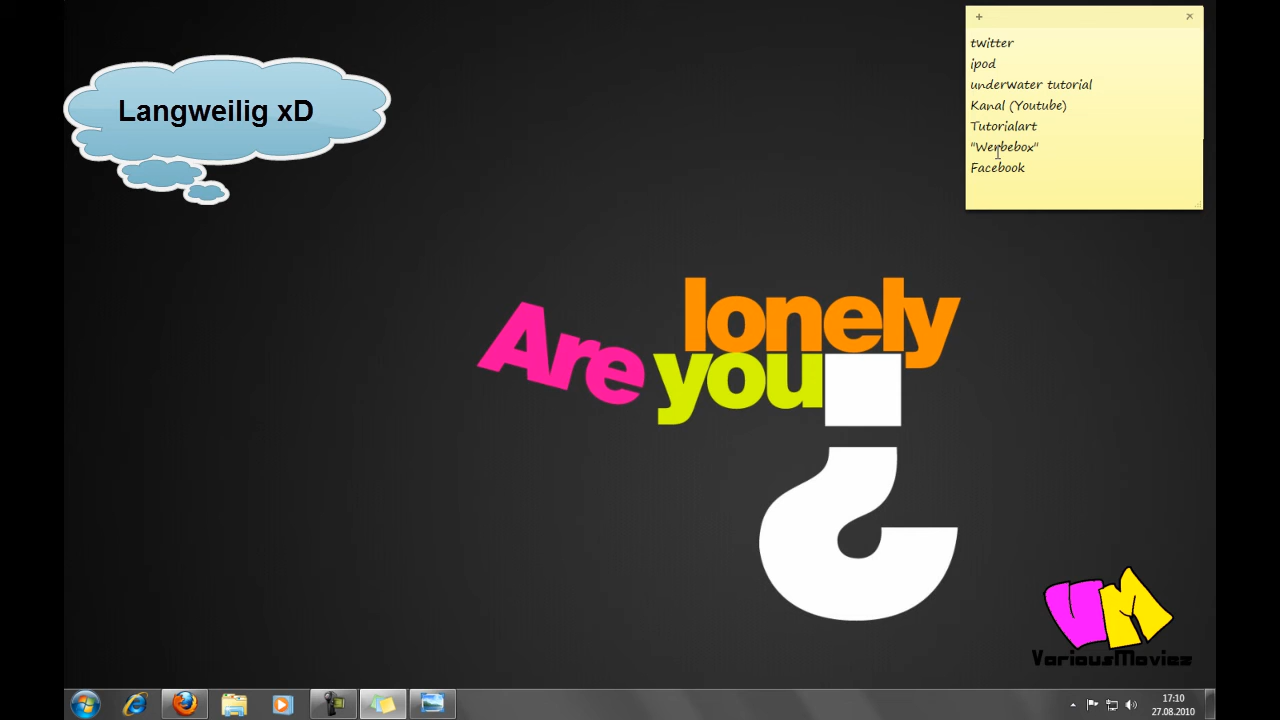 Langweilig xD
twitter
ipod
underwater tutorial
Kanal (Youtube)
Tutorialart
"Werbebox"
Facebook
Are you lonely
?
VM
VariousMovies
17:10
27.08.2010